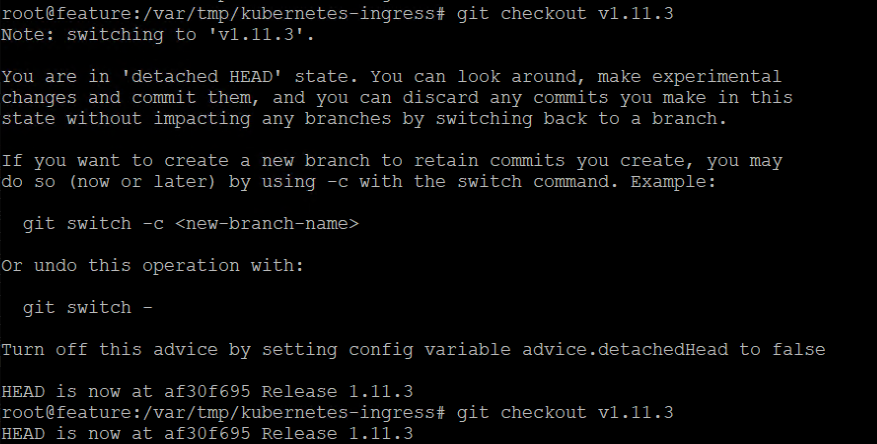 root@feature:/var/tmp/kubernetes-ingress# git checkout v1.11.3
Note: switching to 'v1.11.3'.
You are in 'detached HEAD' state. You can look around, make experimental
changes and commit them, and you can discard any commits you make in this
state without impacting any branches by switching back to a branch.
If you want to create a new branch to retain commits you create, you may
do so (now or later) by using -c with the switch command. Example:
git switch -c <new-branch-name>
Or undo this operation with:
git switch -
Turn off this advice by setting config variable advice.detachedHead to false
HEAD is now at af30f695 Release 1.11.3
root@feature:/var/tmp/kubernetes-ingress# git checkout v1.11.3
HEAD is now at af30f695 Release 1.11.3